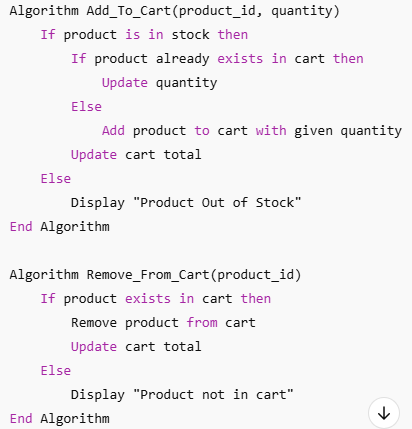 Algorithm Add_To_Cart(product_id, quantity)
    If product is in stock then
        If product already exists in cart then
            Update quantity
        Else
            Add product to cart with given quantity
        Update cart total
    Else
        Display "Product Out of Stock"
End Algorithm

Algorithm Remove_From_Cart(product_id)
    If product exists in cart then
        Remove product from cart
        Update cart total
    Else
        Display "Product not in cart"
End Algorithm